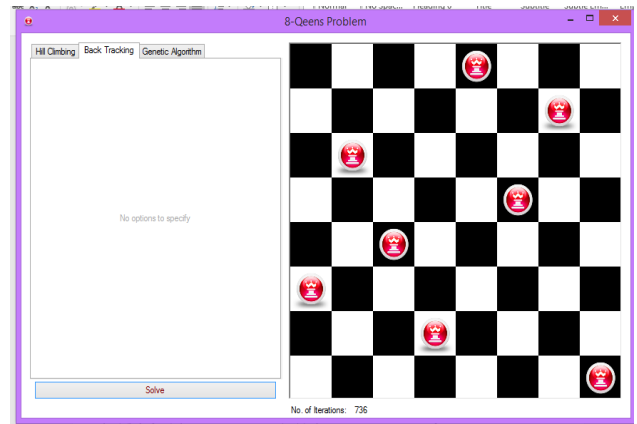 8-Qeens Problem
Hill Climbing Back Tracking Genetic Algorithm
No options to specify
Solve
No. of Iterations: 736